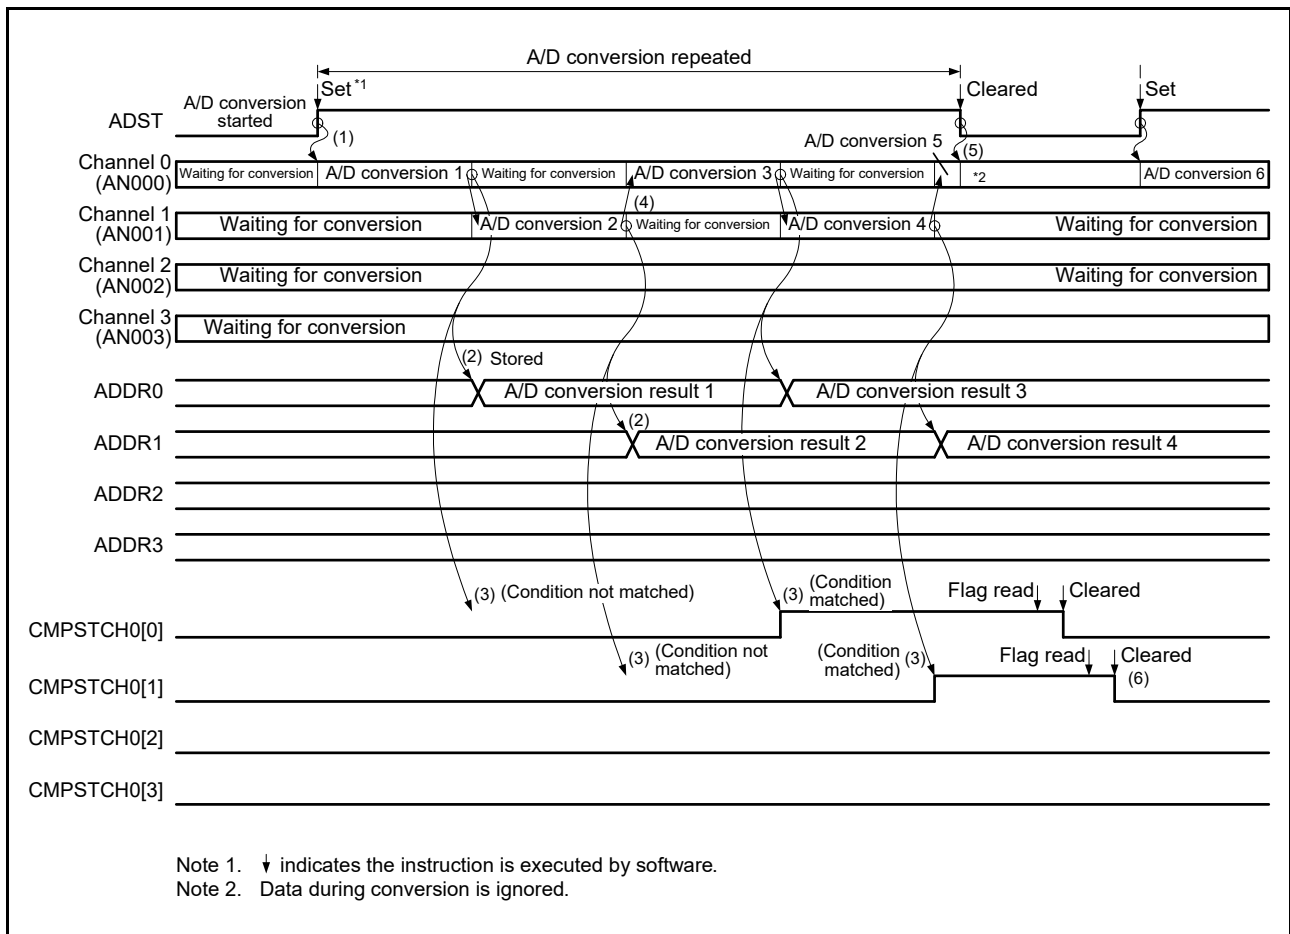 A/D conversion repeated
Set *1
Cleared
Set
A/D conversion
started
ADST
(1)
A/D conversion 5
(5)
Channel 0
(AN000)
Waiting for conversion
A/D conversion 1
Waiting for conversion
A/D conversion 3
Waiting for conversion
*2
A/D conversion 6
(4)
Channel 1
(AN001)
Waiting for conversion
A/D conversion 2
Waiting for conversion
A/D conversion 4
Waiting for conversion
Channel 2
(AN002)
Waiting for conversion
Waiting for conversion
Channel 3
(AN003)
Waiting for conversion
(2) Stored
ADDR0
A/D conversion result 1
A/D conversion result 3
(2)
ADDR1
A/D conversion result 2
A/D conversion result 4
ADDR2
ADDR3
(3) (Condition not matched)
(3) (Condition
matched)
Flag read
Cleared
CMPSTCH0[0]
(3) (Condition not
matched)
(Condition
matched) (3)
Flag read
Cleared
(6)
CMPSTCH0[1]
CMPSTCH0[2]
CMPSTCH0[3]
Note 1. indicates the instruction is executed by software.
Note 2. Data during conversion is ignored.